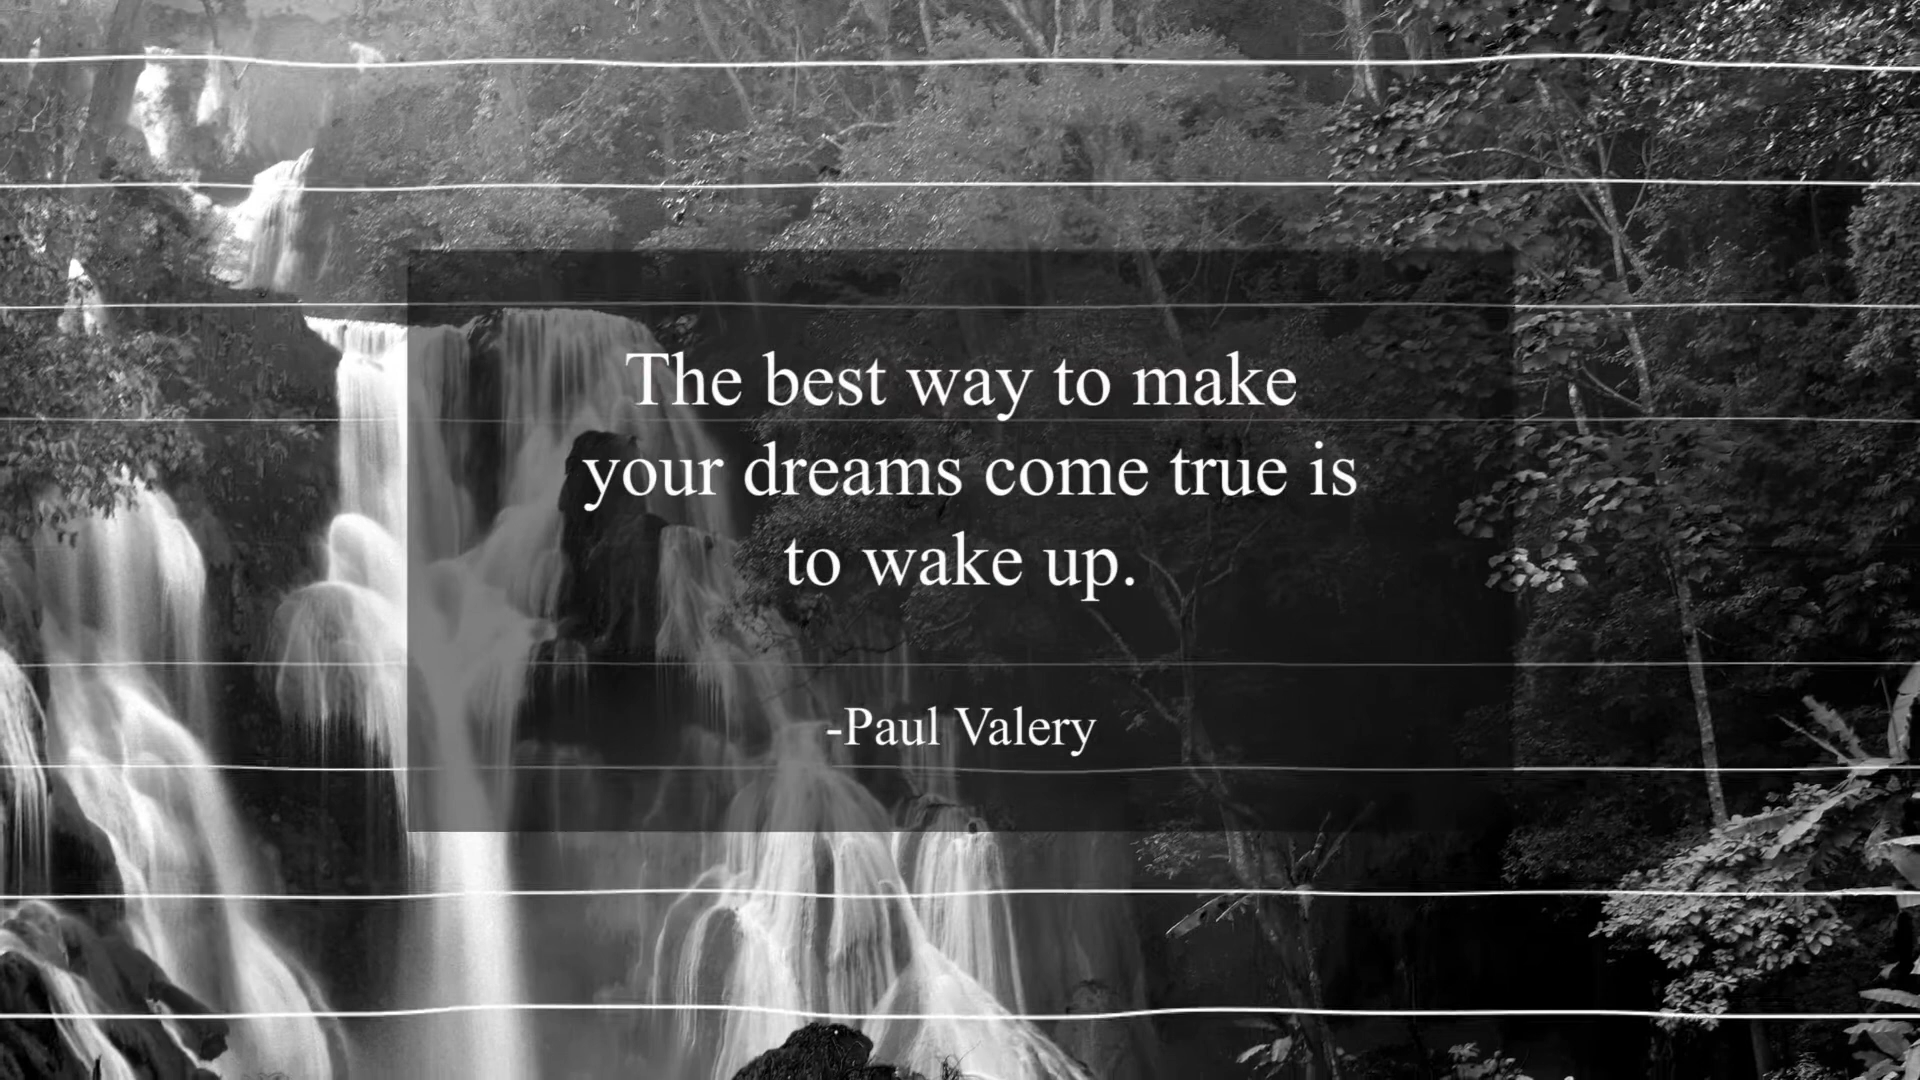 The best way to make
your dreams come true is
to wake up.
-Paul Valery